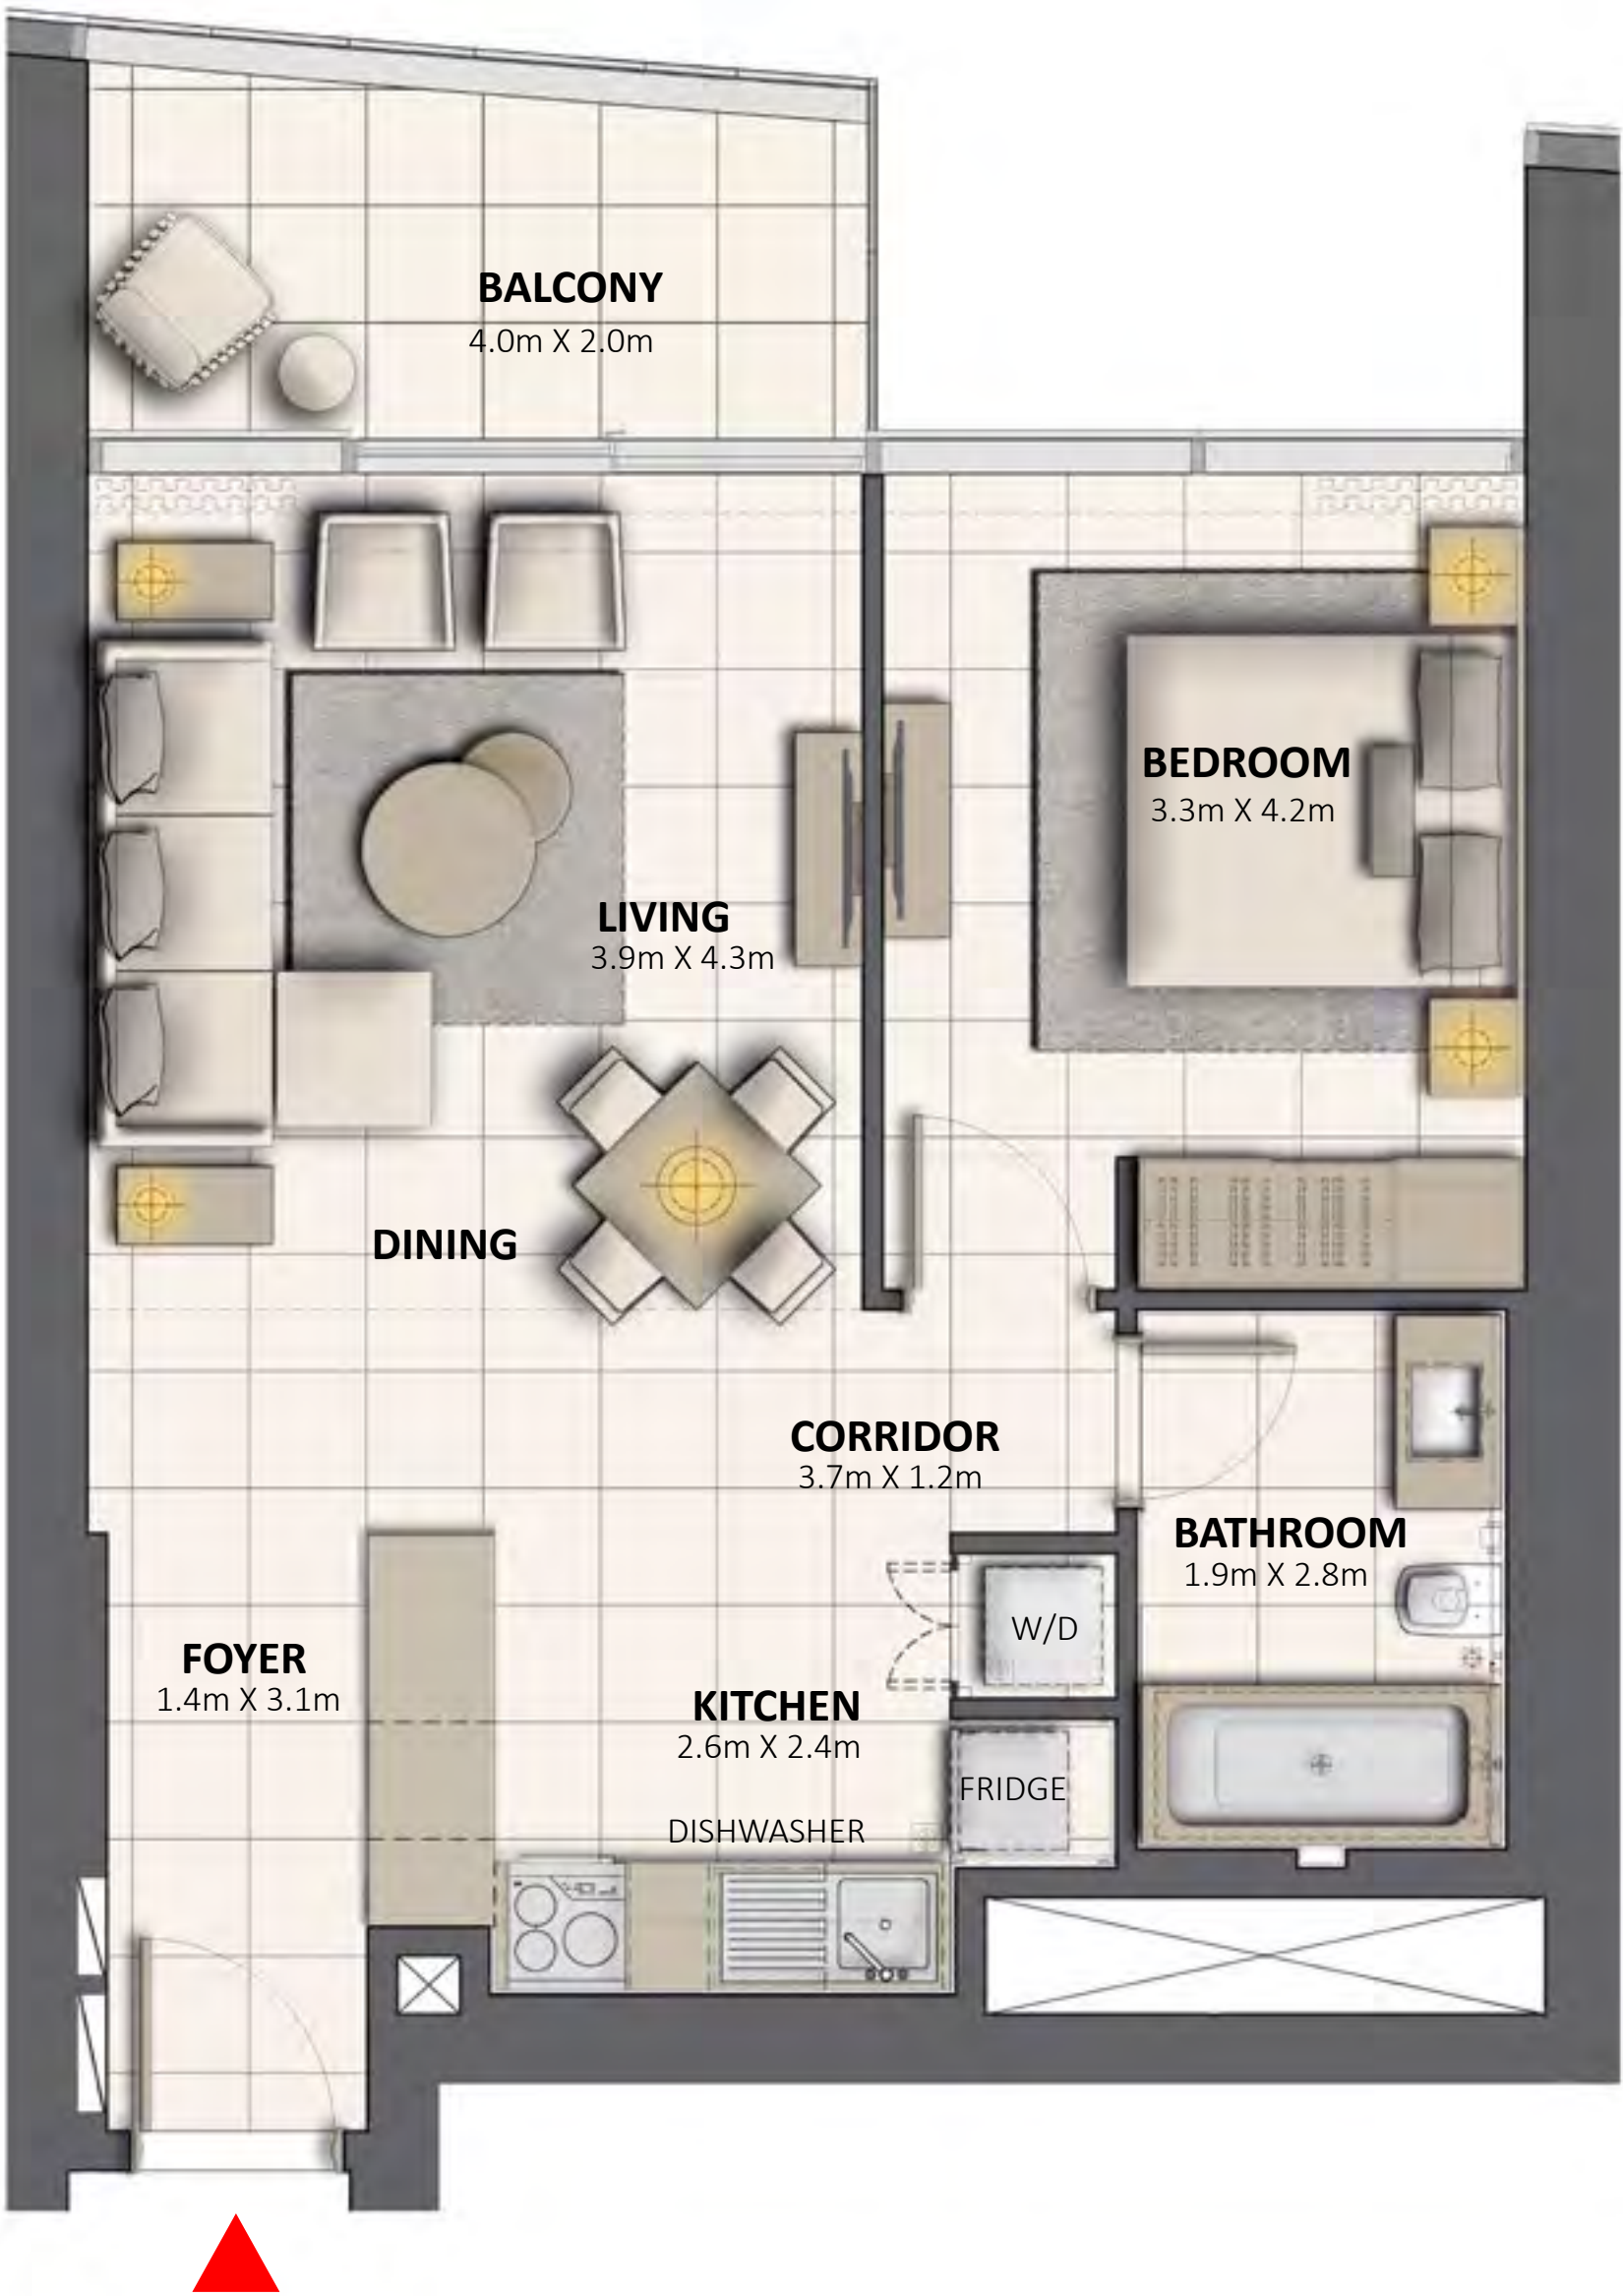 BALCONY
4.0m X 2.0m
BEDROOM
3.3m X 4.2m
LIVING
3.9m X 4.3m
DINING
CORRIDOR
3.7m X 1.2m
BATHROOM
1.9m X 2.8m
W/D
FOYER
1.4m X 3.1m
KITCHEN
2.6m X 2.4m
FRIDGE
DISHWASHER